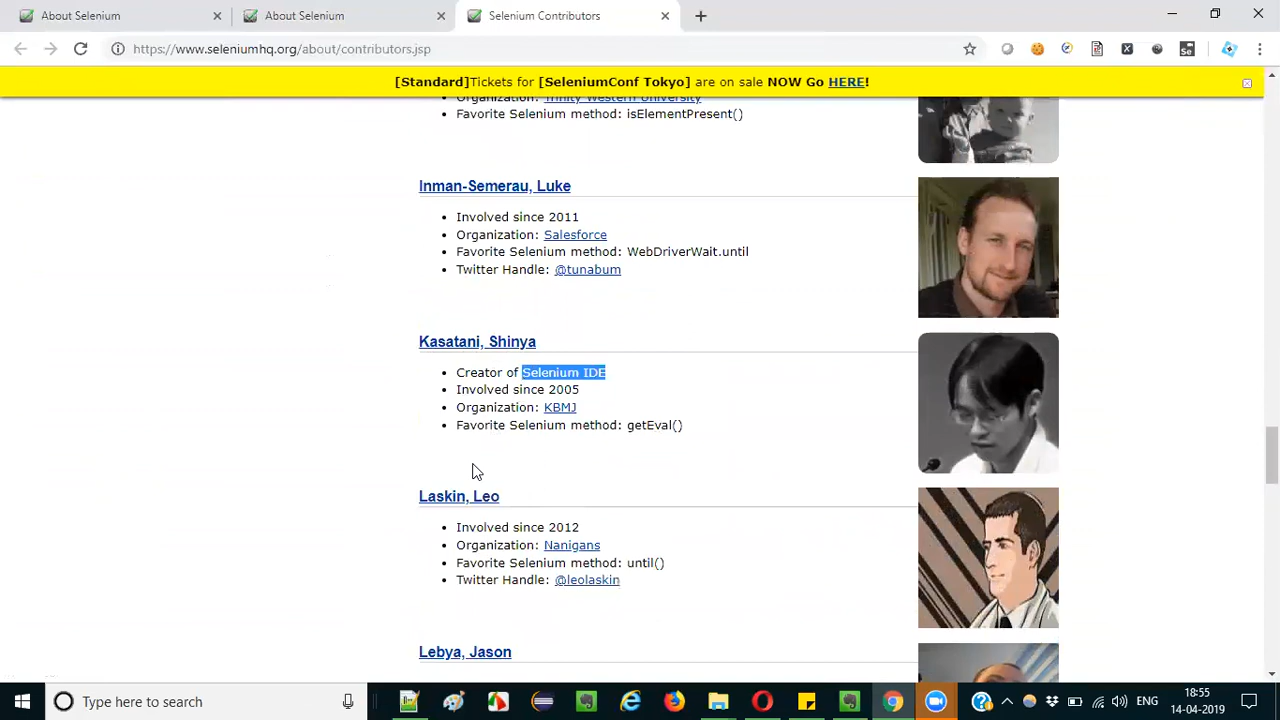 About Selenium
About Selenium
Selenium Contributors
https://www.seleniumhq.org/about/contributors.jsp
[Standard]Tickets for [SeleniumConf Tokyo] are on sale NOW Go HERE!
Organization: Trinity Western University
Favorite Selenium method: isElementPresent()
Inman-Semerau, Luke
Involved since 2011
Organization: Salesforce
Favorite Selenium method: WebDriverWait.until
Twitter Handle: @tunabum
Kasatani, Shinya
Creator of Selenium IDE
Involved since 2005
Organization: KBMJ
Favorite Selenium method: getEval()
Laskin, Leo
Involved since 2012
Organization: Nanigans
Favorite Selenium method: until()
Twitter Handle: @leolaskin
Lebya, Jason
Type here to search
ENG
18:55
14-04-2019